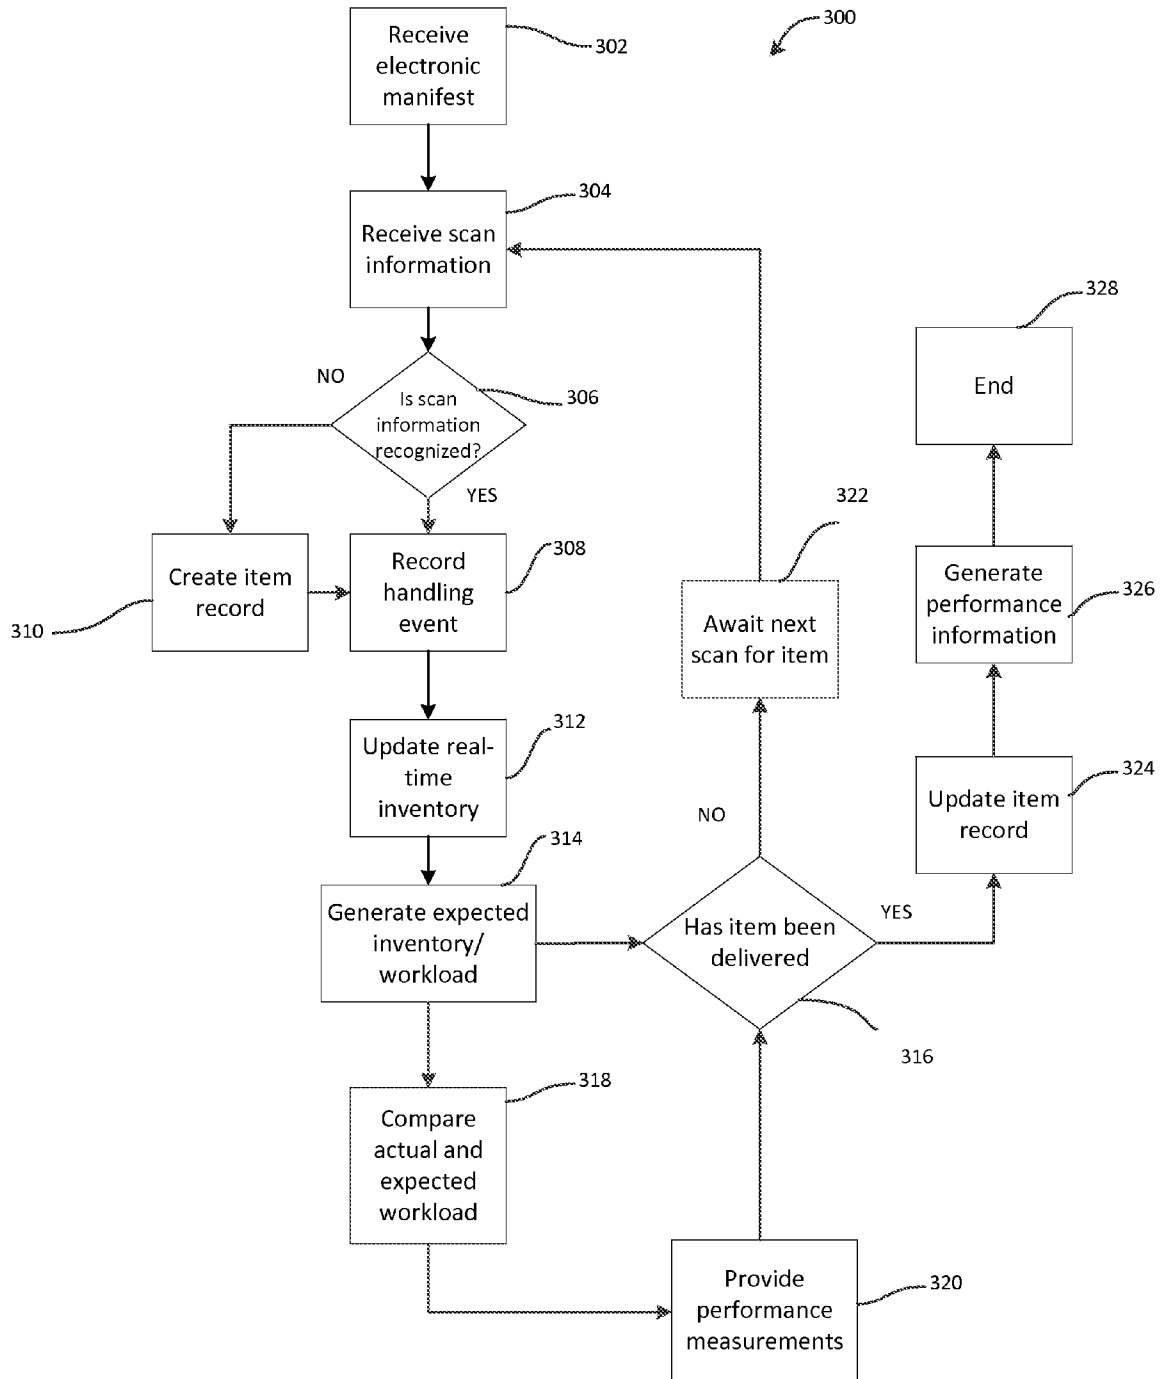 300
Receive
electronic
manifest
302
304
Receive scan
information
328
End
NO
306
Is scan
information
recognized?
YES
322
310
Create item
record
Record
handling
event
308
Await next
scan for item
Generate
performance
information
326
Update real-
time
inventory
312
324
Update item
record
NO
314
Generate expected
inventory/
workload
Has item been
delivered
YES
316
318
Compare
actual and
expected
workload
Provide
performance
measurements
320